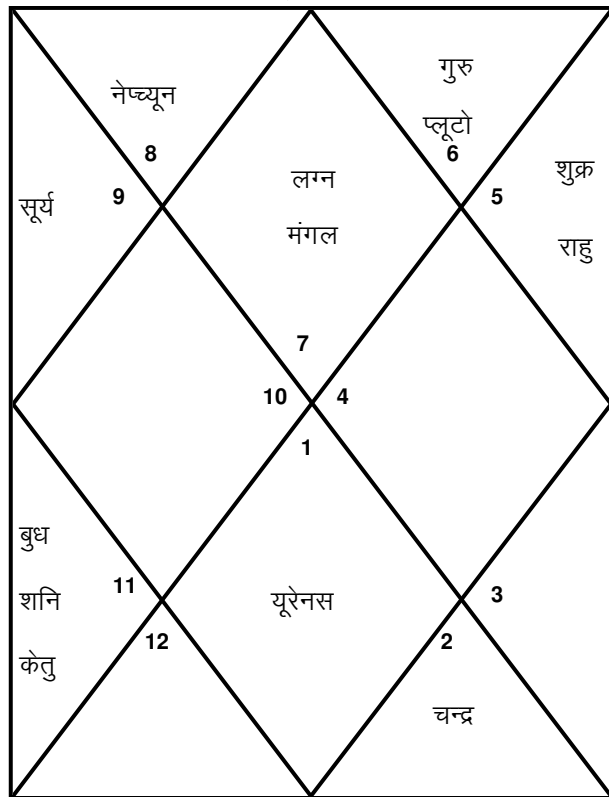 नेप्च्यून
8
गुरु
प्लूटो
6
सूर्य
9
लग्न
मंगल
7
शुक्र
राहु
5
10
4
1
बुध
शनि
केतु
11
12
यूरेनस
3
2
चन्द्र